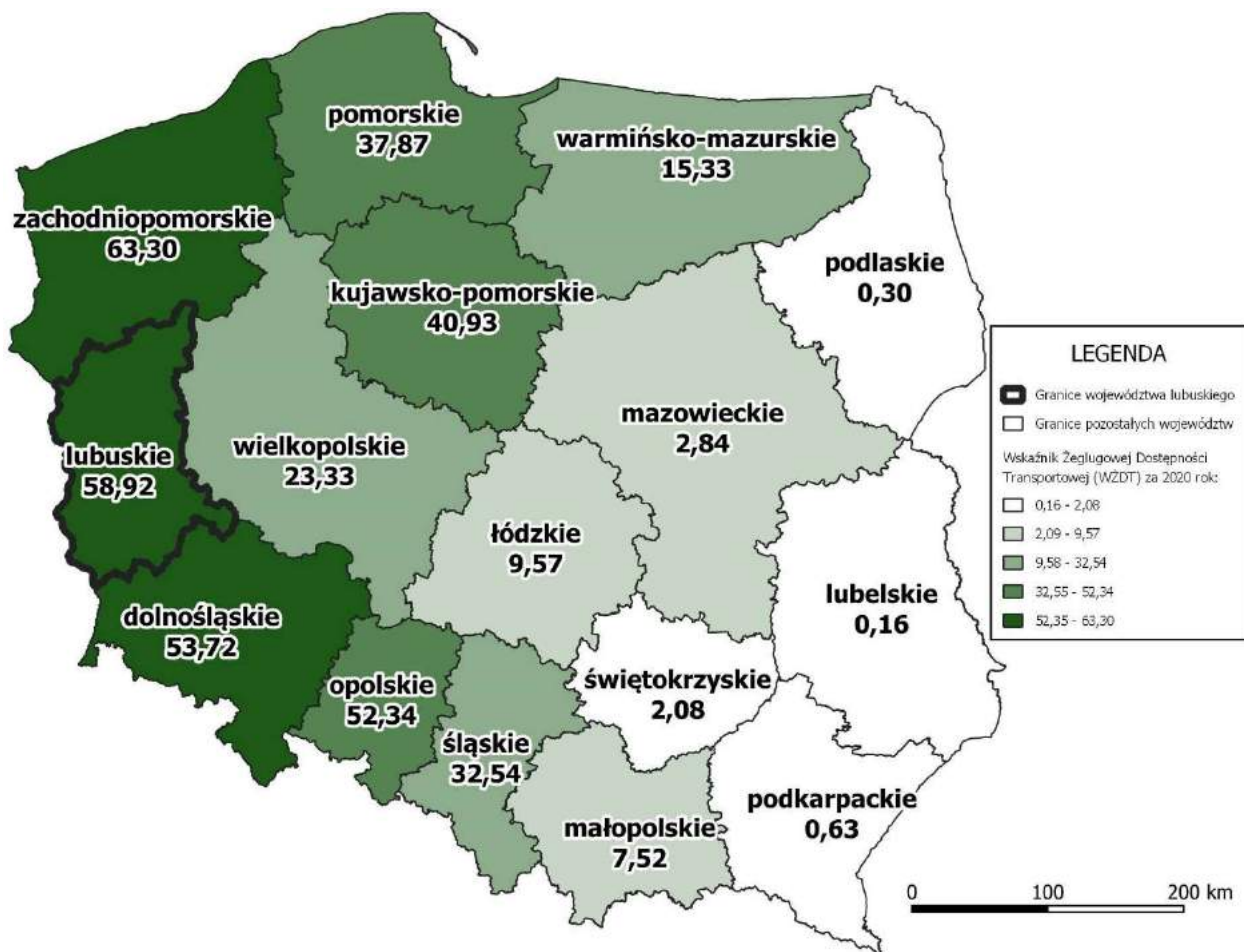 pomorskie
37,87
warmińsko-mazurskie
15,33
zachodniopomorskie
63,30
podlaskie
0,30
kujawsko-pomorskie
40,93
mazowieckie
2,84
wielkopolskie
23,33
lubuskie
58,92
łódzkie
9,57
lubelskie
0,16
dolnośląskie
53,72
opolskie
52,34
świętokrzyskie
2,08
śląskie
32,54
podkarpackie
0,63
małopolskie
7,52
LEGENDA
Granice województwa lubuskiego
Granice pozostałych województw
Wskaźnik Żeglugowej Dostępności
Transportowej (WŻDT) za 2020 rok:
0,16 - 2,08
2,09 - 9,57
9,58 - 32,54
32,55 - 52,34
52,35 - 63,30
0 100 200 km